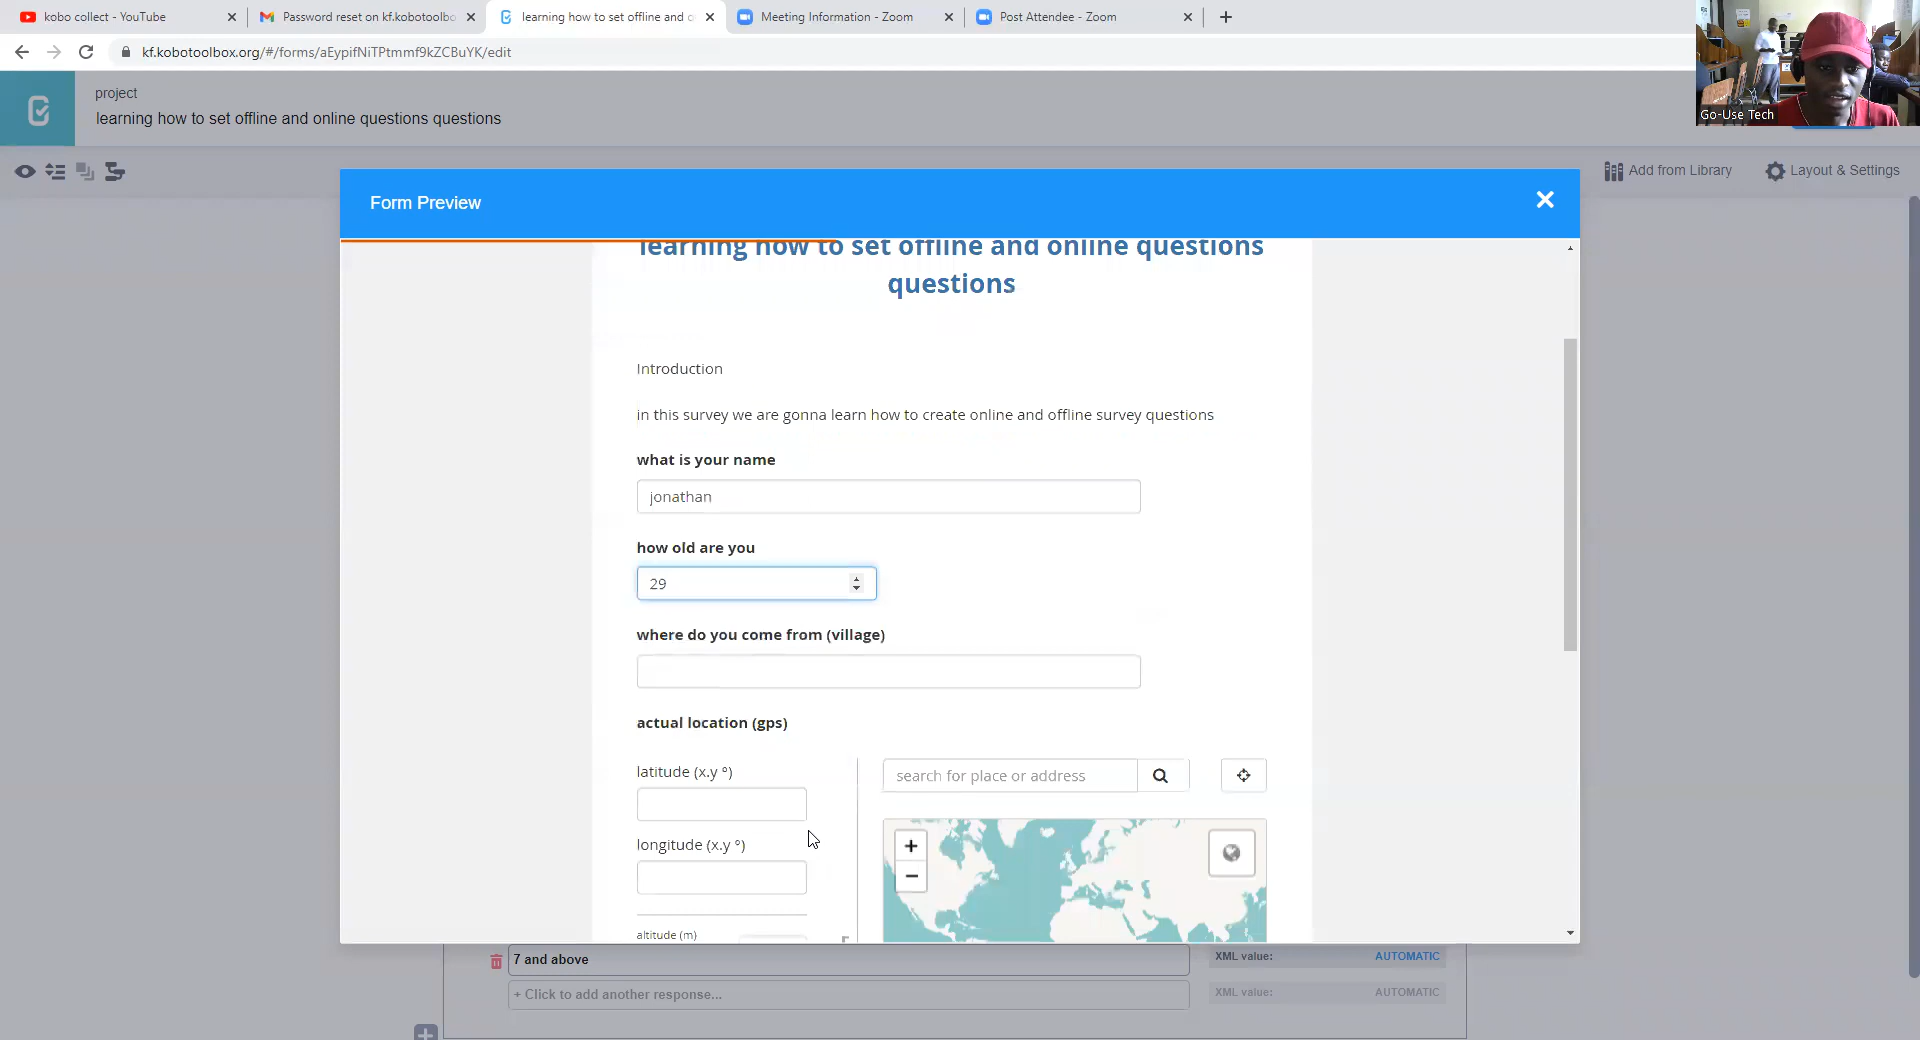 kobo collect - YouTube
Password reset on kf.kobotoolbo
learning how to set offline and o
Meeting Information - Zoom
Post Attendee - Zoom
kf.kobotoolbox.org/#/forms/aEypifNiTPtmmf9kZCBuYK/edit
Go-Use Tech
project
learning how to set offline and online questions questions
Add from Library
Layout & Settings
Form Preview
learning how to set offline and online questions
questions
Introduction
in this survey we are gonna learn how to create online and offline survey questions
what is your name
jonathan
how old are you
29
where do you come from (village)
actual location (gps)
latitude (x.y °)
search for place or address
longitude (x.y °)
+
−
altitude (m)
7 and above
XML value:
AUTOMATIC
+ Click to add another response...
XML value:
AUTOMATIC